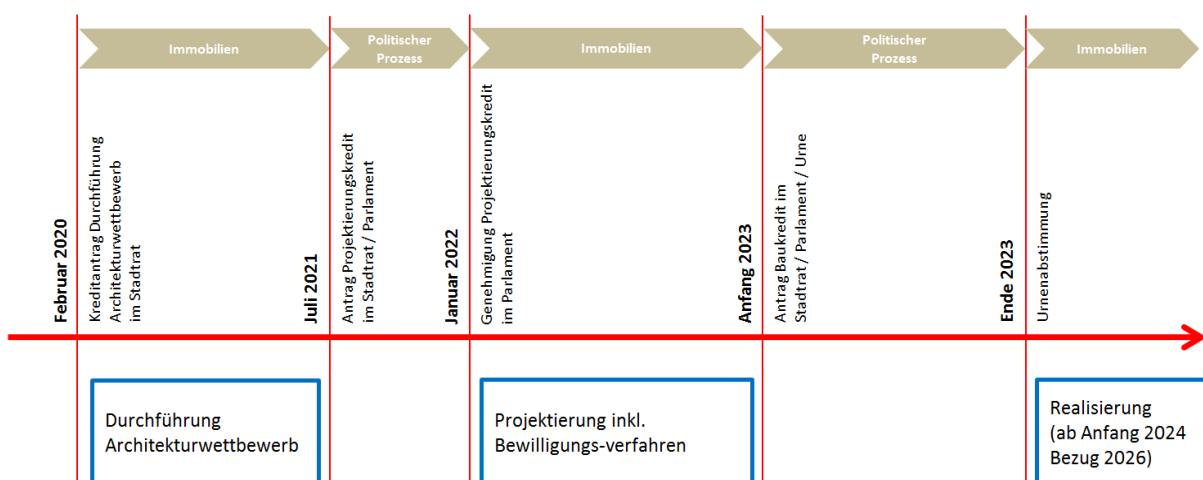 Immobilien
Politischer
Prozess
Immobilien
Politischer
Prozess
Immobilien
Februar 2020
Kreditantrag Durchführung
Architekturwettbewerb
im Stadtrat
Juli 2021
Antrag Projektierungskredit
im Stadtrat / Parlament
Januar 2022
Genehmigung Projektierungskredit
im Parlament
Anfang 2023
Antrag Baukredit im
Stadtrat / Parlament / Urne
Ende 2023
Urnenabstimmung
Durchführung
Architekturwettbewerb
Projektierung inkl.
Bewilligungs-verfahren
Realisierung
(ab Anfang 2024
Bezug 2026)